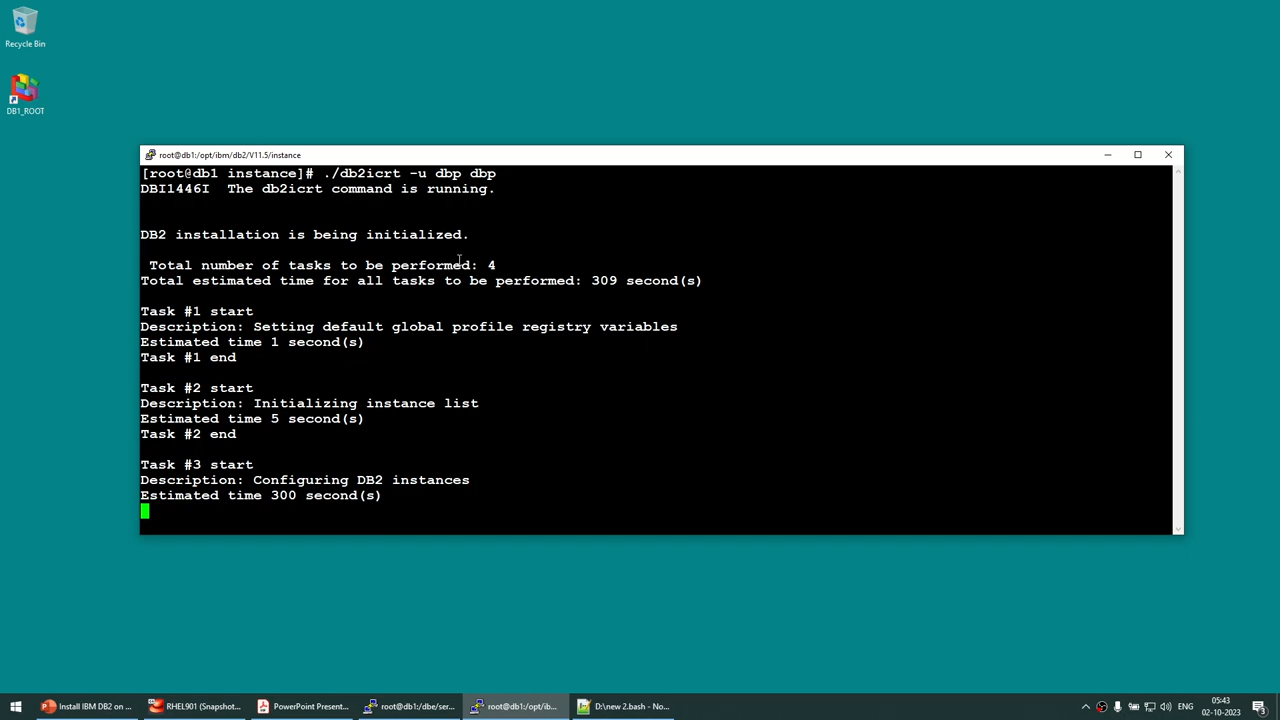 Recycle Bin
DB1_ROOT
root@db1:/opt/ibm/db2/V11.5/instance
[root@db1 instance]# ./db2icrt -u dbp dbp
DBI1446I  The db2icrt command is running.
DB2 installation is being initialized.
Total number of tasks to be performed: 4
Total estimated time for all tasks to be performed: 309 second(s)
Task #1 start
Description: Setting default global profile registry variables
Estimated time 1 second(s)
Task #1 end
Task #2 start
Description: Initializing instance list
Estimated time 5 second(s)
Task #2 end
Task #3 start
Description: Configuring DB2 instances
Estimated time 300 second(s)
Install IBM DB2 on ...
RHEL901 (Snapshot...
PowerPoint Present...
root@db1:/dbe/ser...
root@db1:/opt/ib...
D:\new 2.bash - No...
ENG
05:43
02-10-2023